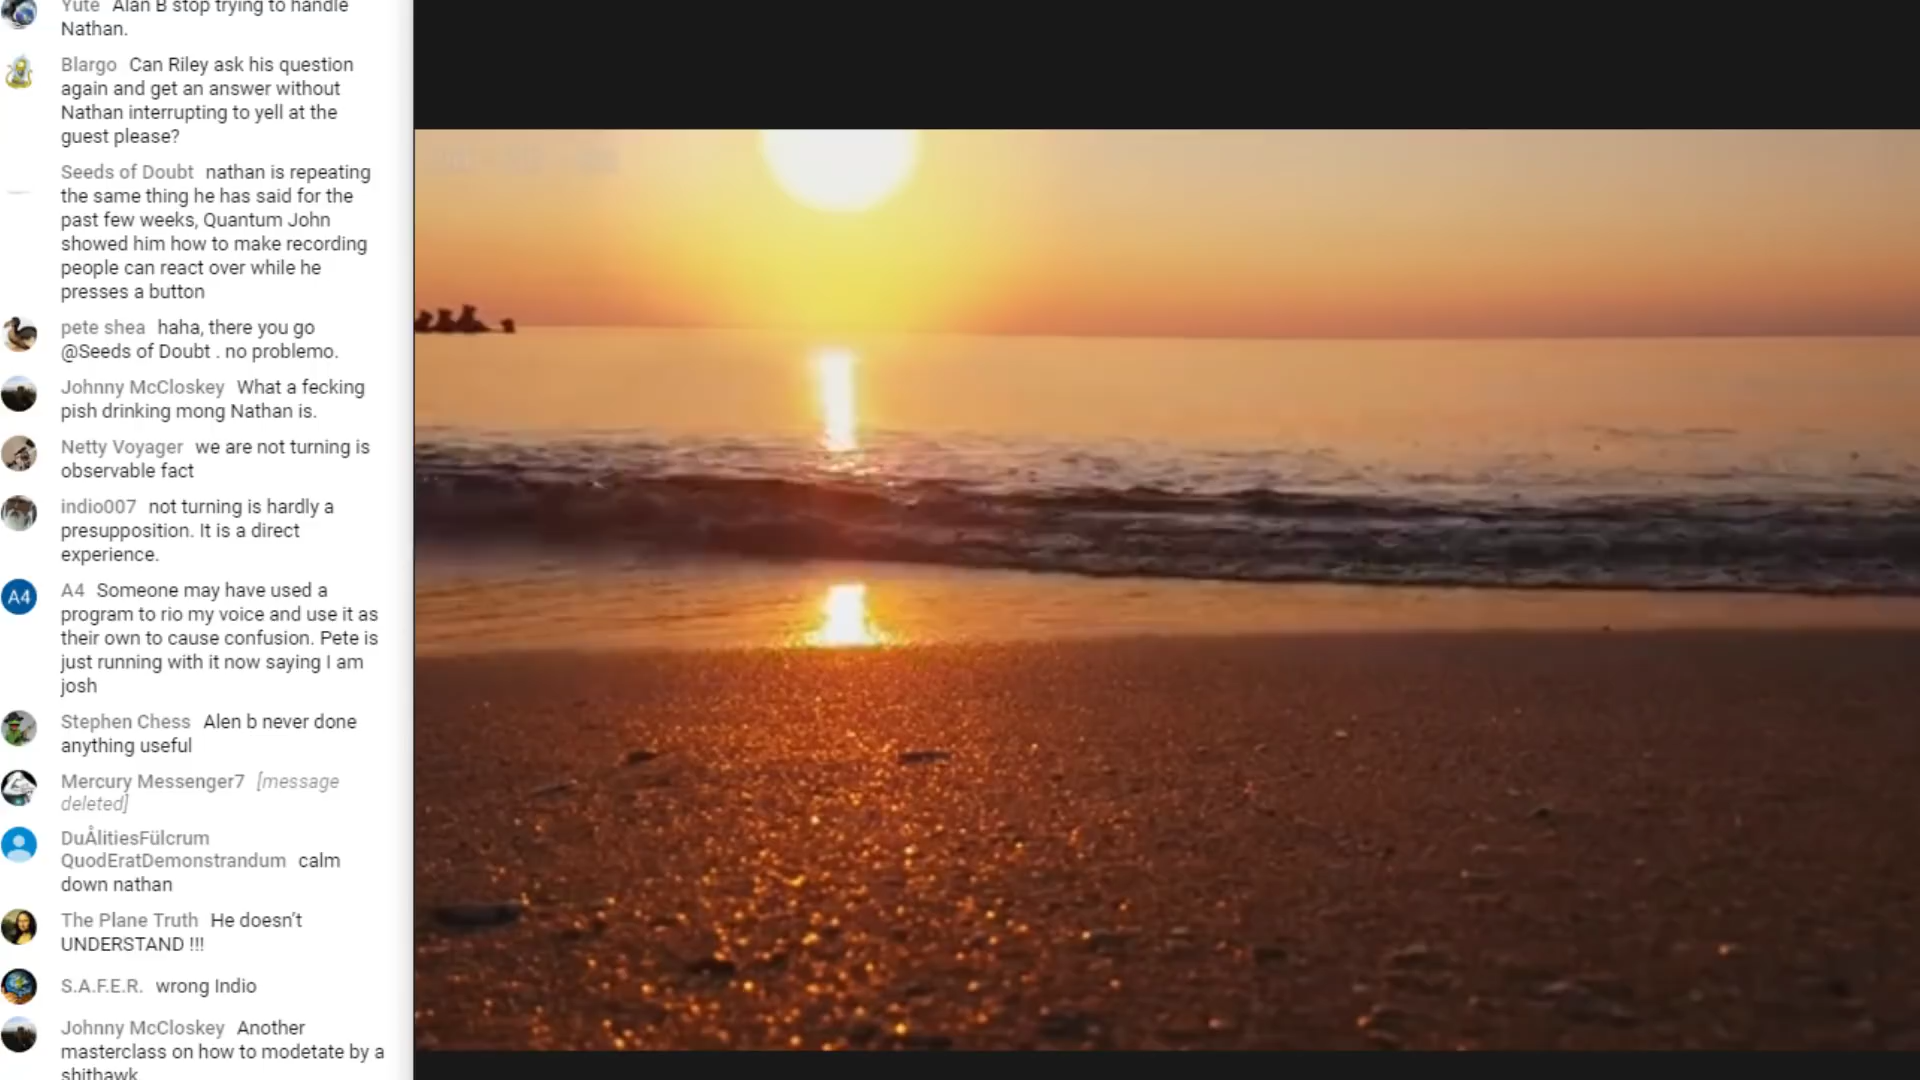 Yute Alan B stop trying to handle
Nathan.
Blargo Can Riley ask his question
again and get an answer without
Nathan interrupting to yell at the
guest please?
Seeds of Doubt nathan is repeating
the same thing he has said for the
past few weeks, Quantum John
showed him how to make recording
people can react over while he
presses a button
pete shea haha, there you go
@Seeds of Doubt . no problemo.
Johnny McCloskey What a fecking
pish drinking mong Nathan is.
Netty Voyager we are not turning is
observable fact
indio007 not turning is hardly a
presupposition. It is a direct
experience.
A4 A4 Someone may have used a
program to rio my voice and use it as
their own to cause confusion. Pete is
just running with it now saying I am
josh
Stephen Chess Alen b never done
anything useful
Mercury Messenger7 [message
deleted]
DuÅlitiesFülcrum
QuodEratDemonstrandum calm
down nathan
The Plane Truth He doesn't
UNDERSTAND !!!
S.A.F.E.R. wrong Indio
Johnny McCloskey Another
masterclass on how to modetate by a
shithawk